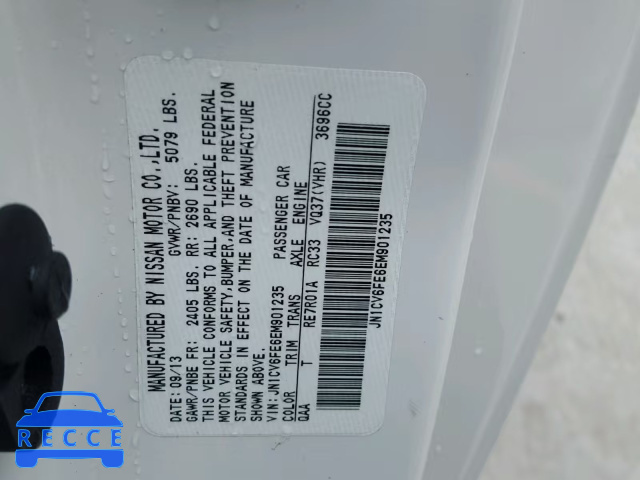 MANUFACTURED BY NISSAN MOTOR CO.,LTD.
DATE: 09/13 GVWR/PNBV: 5079 LBS.
GAWR/PNBE FR: 2405 LBS. RR: 2690 LBS.
THIS VEHICLE CONFORMS TO ALL APPLICABLE FEDERAL
MOTOR VEHICLE SAFETY,BUMPER,AND THEFT PREVENTION
STANDARDS IN EFFECT ON THE DATE OF MANUFACTURE
SHOWN ABOVE.
VIN: JN1CV6FE6EM901235 PASSENGER CAR
COLOR TRIM TRANS AXLE ENGINE
QAA T RE7R01A RC33 VQ37(VHR) 3696CC
JN1CV6FE6EM901235
RECCE